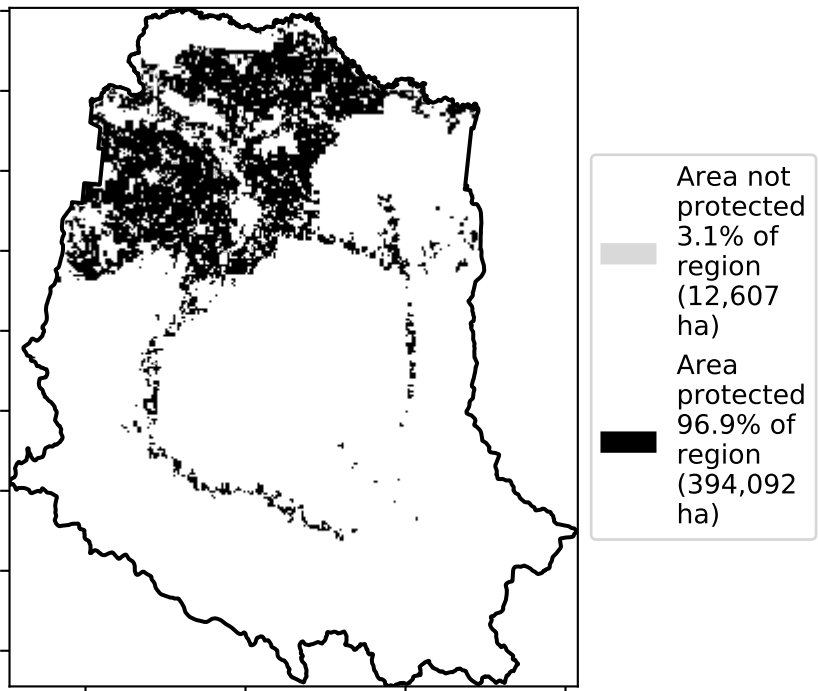 Area not
protected
3.1% of
region
(12,607
ha)
Area
protected
96.9% of
region
(394,092
ha)